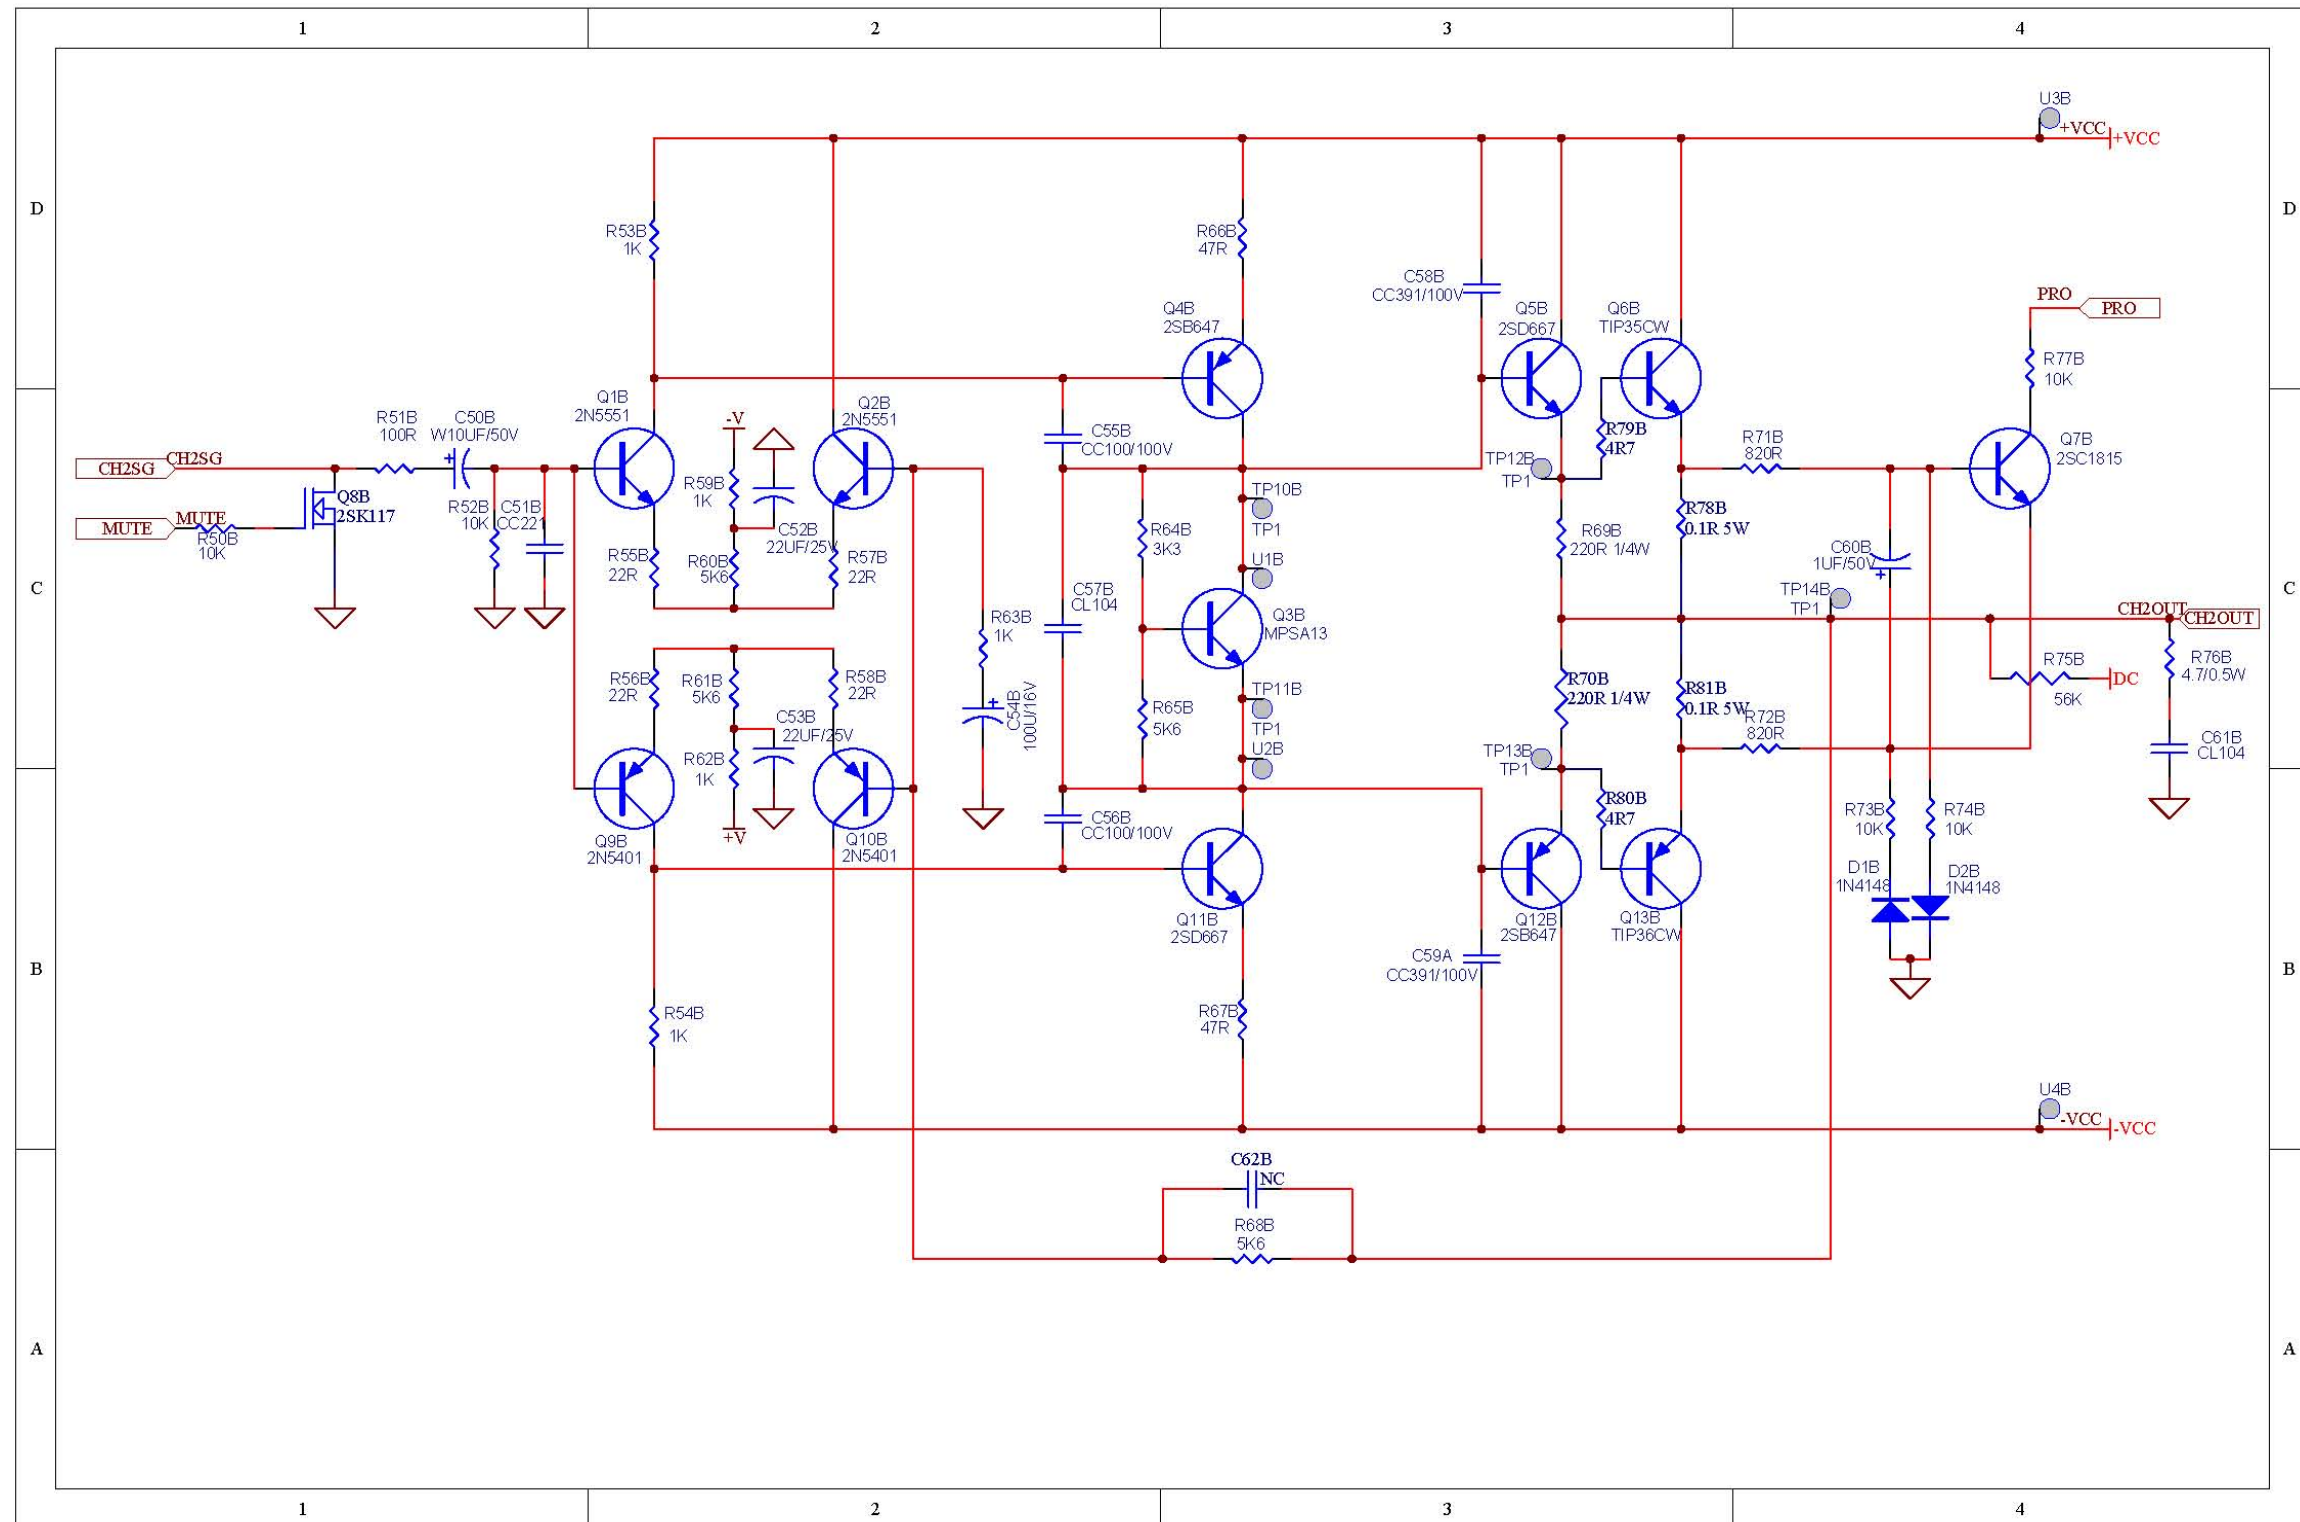 1 2 3 4
D D
C C
B B
A A
1 2 3 4
U3B
+VCC
+VCC
R53B
1K
R66B
47R
C58B
CC391/100V
Q4B
2SB647
Q5B
2SD667
Q6B
TIP35CW
PRO
PRO
R77B
10K
Q1B
2N5551
Q2B
2N5551
-V
R51B
100R
C50B
W10UF/50V
+
CH2SG
CH2SG
Q8B
2SK117
MUTE
MUTE
R50B
10K
R52B
10K
C51B
CC221
R59B
1K
C52B
22UF/25V
R55B
22R
R60B
5K6
R57B
22R
C55B
CC100/100V
R64B
3K3
TP10B
TP1
U1B
R79B
4R7
TP12B
TP1
R69B
220R 1/4W
R78B
0.1R 5W
R71B
820R
Q7B
2SC1815
C60B
1UF/50V
+
TP14B
TP1
CH2OUT
CH2OUT
R63B
1K
C57B
CL104
Q3B
MPSA13
R56B
22R
R61B
5K6
R58B
22R
C53B
22UF/25V
R62B
1K
+V
+
C54B
100U/16V
R65B
5K6
TP11B
TP1
U2B
R70B
220R 1/4W
R81B
0.1R 5W
R72B
820R
R75B
56K
DC
R76B
4.7/0.5W
C61B
CL104
TP13B
TP1
R80B
4R7
R73B
10K
R74B
10K
D1B
1N4148
D2B
1N4148
Q9B
2N5401
Q10B
2N5401
C56B
CC100/100V
Q11B
2SD667
Q12B
2SB647
Q13B
TIP36CW
C59A
CC391/100V
R54B
1K
R67B
47R
U4B
-VCC
-VCC
C62B
NC
R68B
5K6